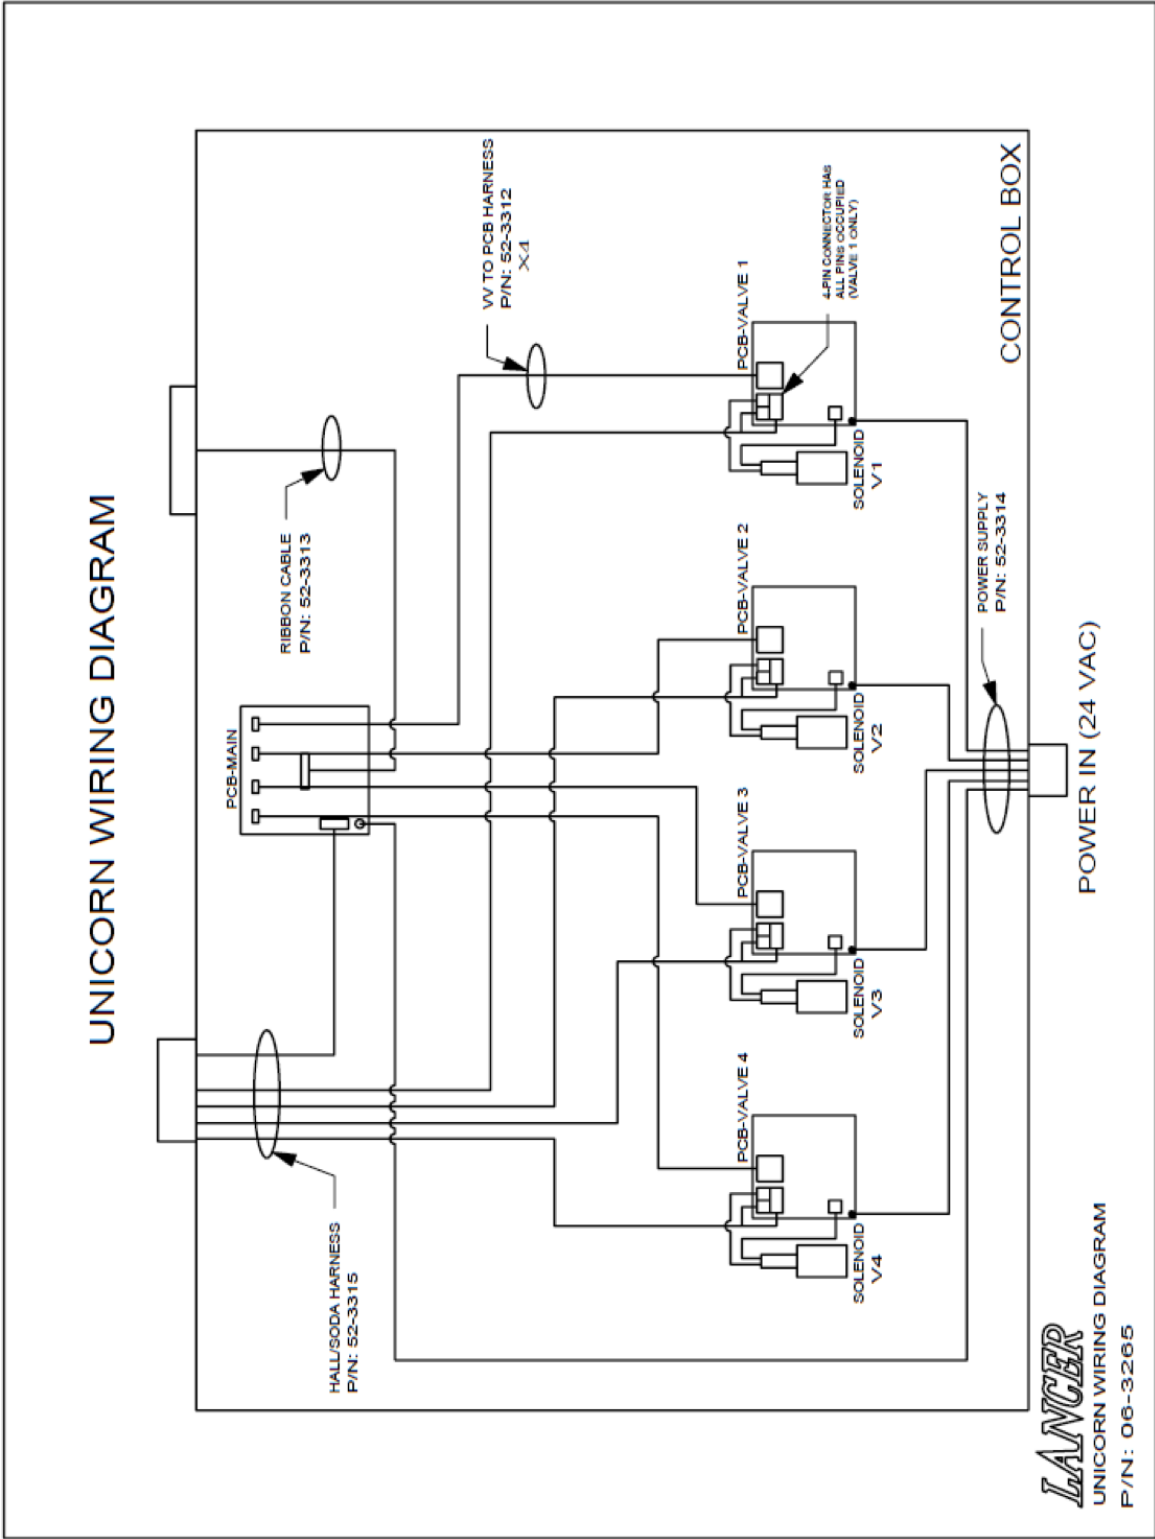 UNICORN WIRING DIAGRAM
HALL/SODA HARNESS
P/N: 52-3315
PCB-MAIN
RIBBON CABLE
P/N: 52-3313
VV TO PCB HARNESS
P/N: 52-3312
X4
PCB-VALVE 4
PCB-VALVE 3
PCB-VALVE 2
PCB-VALVE 1
4-PIN CONNECTOR HAS
ALL PINS OCCUPIED
(VALVE 1 ONLY)
SOLENOID
V4
SOLENOID
V3
SOLENOID
V2
SOLENOID
V1
POWER SUPPLY
P/N: 52-3314
CONTROL BOX
POWER IN (24 VAC)
LANCER
UNICORN WIRING DIAGRAM
P/N: 06-3265